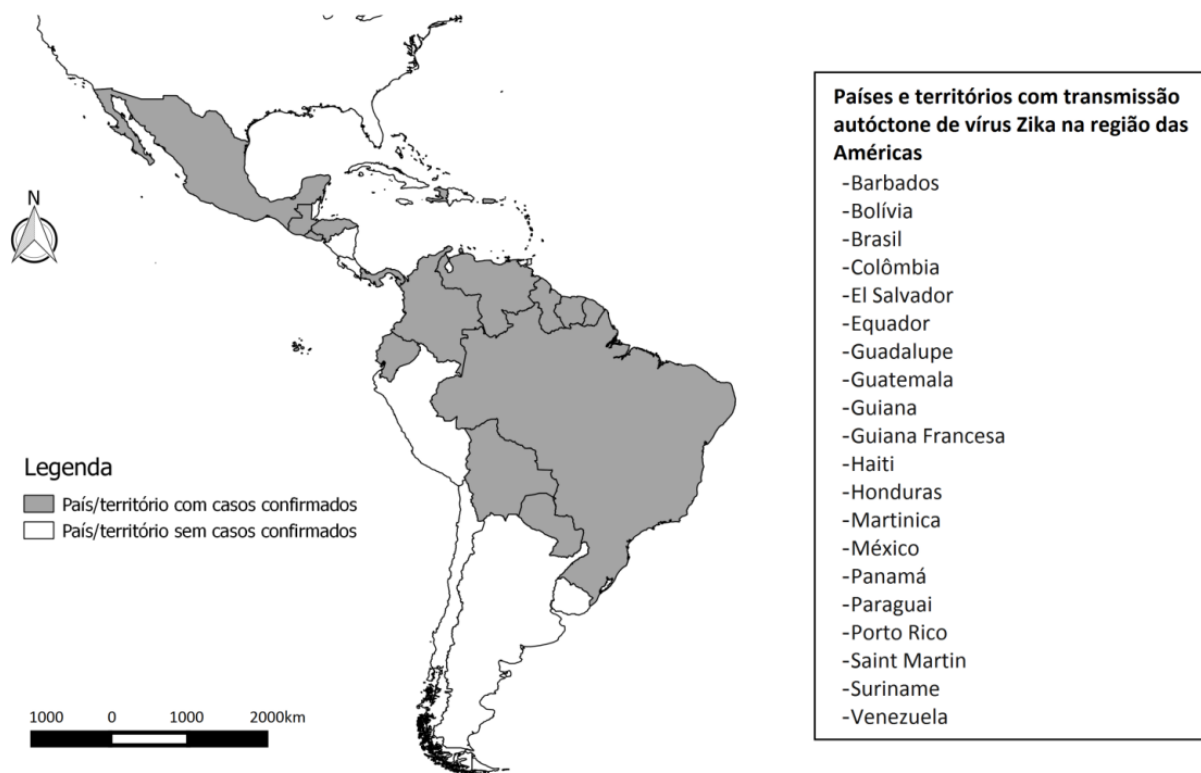 N
Legenda
País/território com casos confirmados
País/território sem casos confirmados
1000 0 1000 2000km
Países e territórios com transmissão
autóctone de vírus Zika na região das
Américas
-Barbados
-Bolívia
-Brasil
-Colômbia
-El Salvador
-Equador
-Guadalupe
-Guatemala
-Guiana
-Guiana Francesa
-Haiti
-Honduras
-Martinica
-México
-Panamá
-Paraguai
-Porto Rico
-Saint Martin
-Suriname
-Venezuela